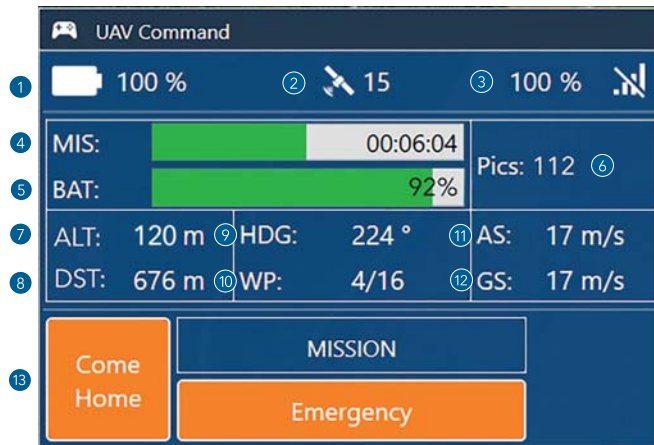 UAV Command
1 100 % 2 15 3 100 %
4 MIS: 00:06:04
5 BAT: 92% Pics: 112 6
7 ALT: 120 m 9 HDG: 224 ° 11 AS: 17 m/s
8 DST: 676 m 10 WP: 4/16 12 GS: 17 m/s
13 Come Home
MISSION
Emergency